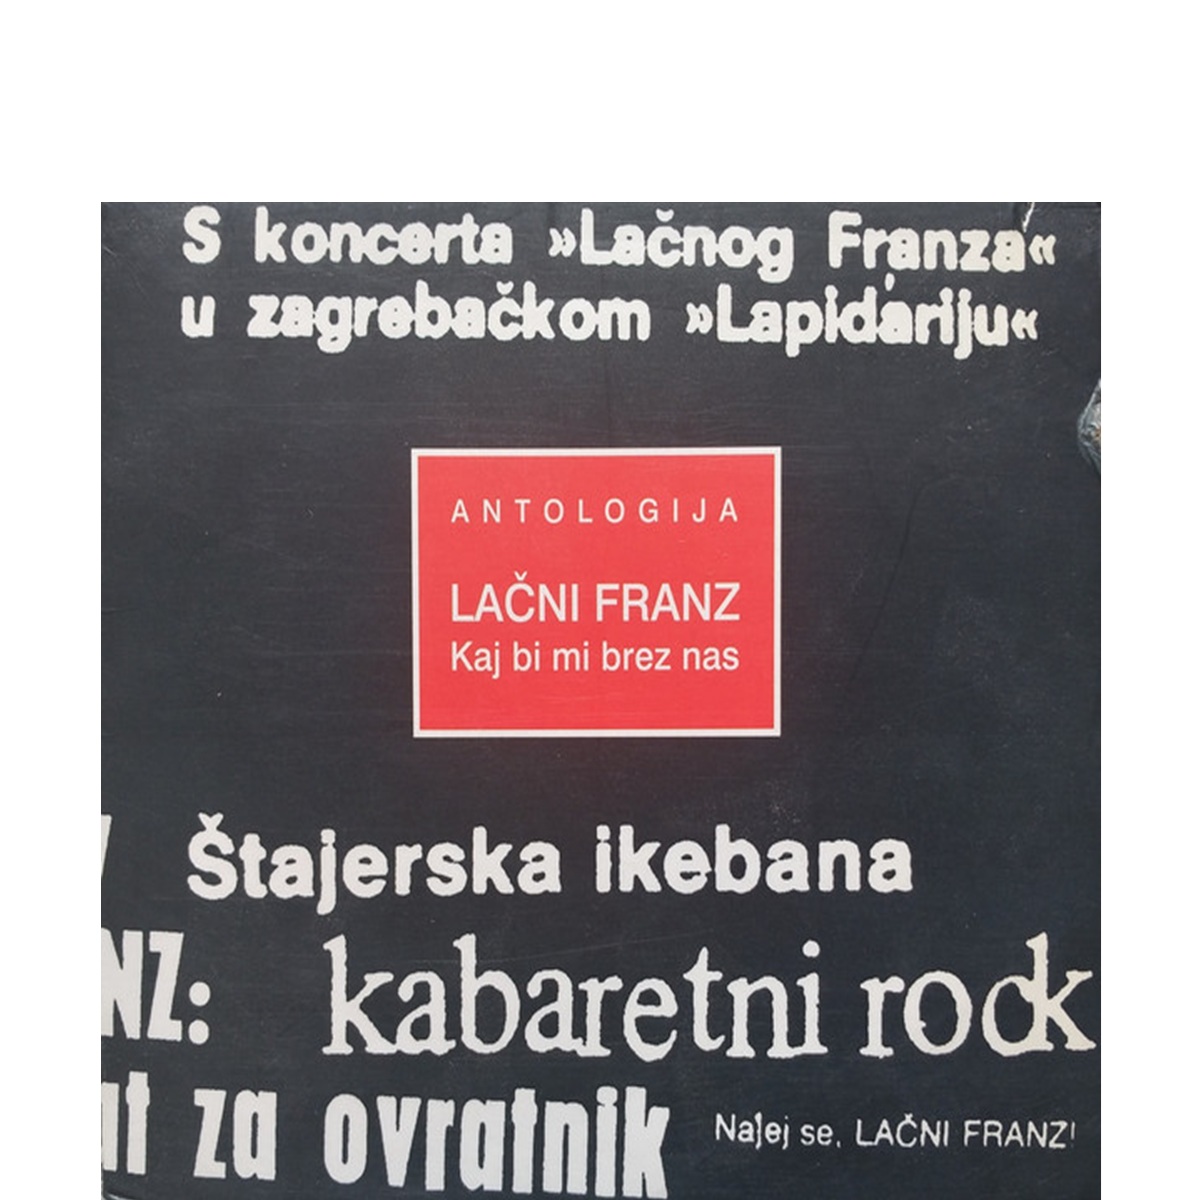 S koncerta »Lačnog Franza«
u zagrebačkom »Lapidariju«
ANTOLOGIJA
LAČNI FRANZ
Kaj bi mi brez nas
Štajerska ikebana
NZ: kabaretni rock
at za ovratnik
Najej se, LAČNI FRANZ!